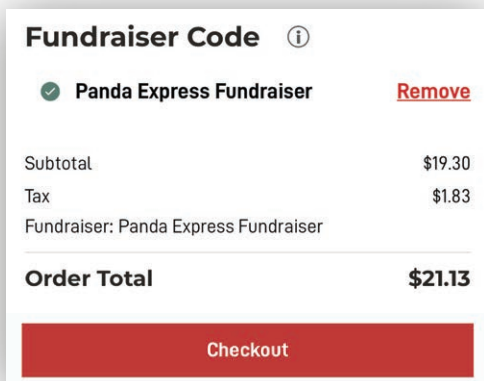 Fundraiser Code
Panda Express Fundraiser Remove
Subtotal $19.30
Tax $1.83
Fundraiser: Panda Express Fundraiser
Order Total $21.13
Checkout